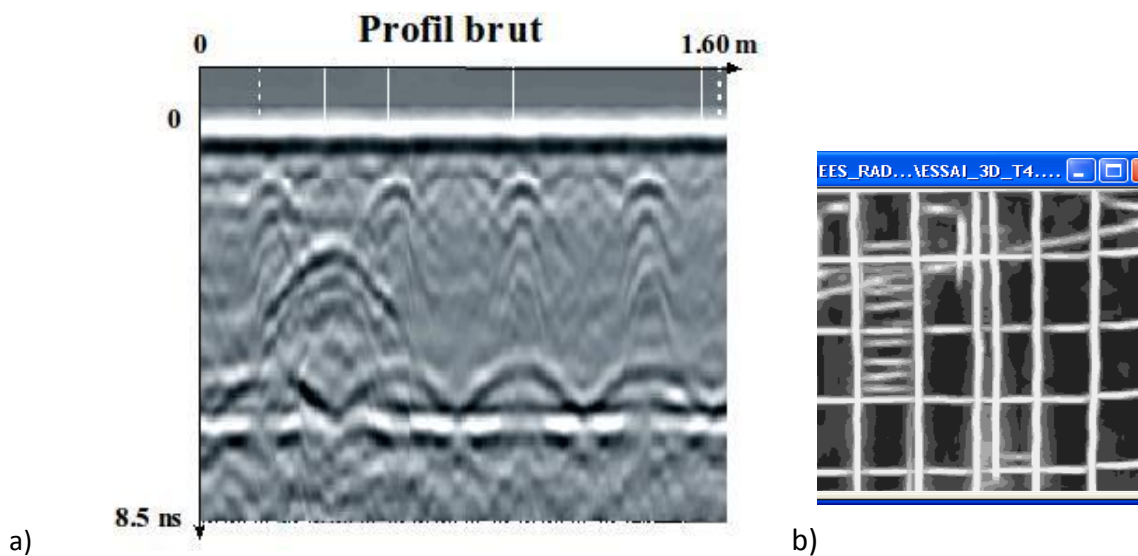 Profil brut
0
1.60 m
0
8.5 ns
a)
EES_RAD...\ESSAI_3D_T4....
b)